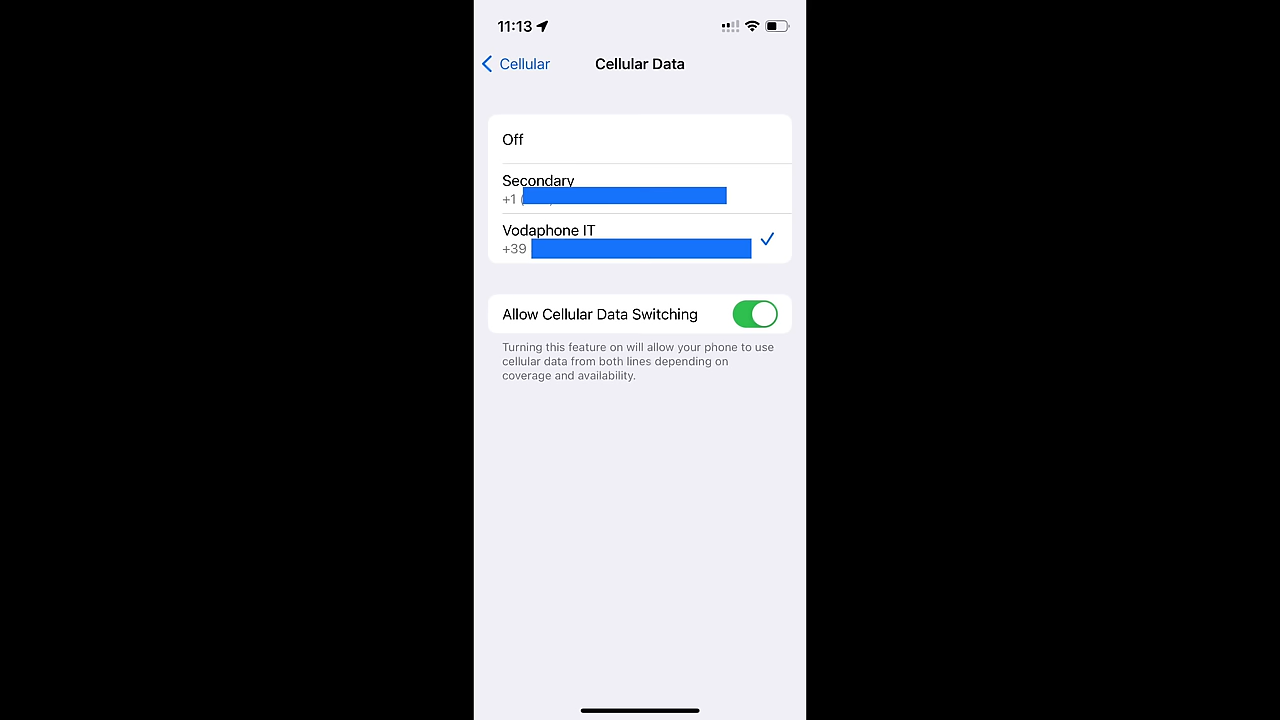 11:13
Cellular
Cellular Data
Off
Secondary
+1
Vodaphone IT
+39
Allow Cellular Data Switching
Turning this feature on will allow your phone to use
cellular data from both lines depending on
coverage and availability.